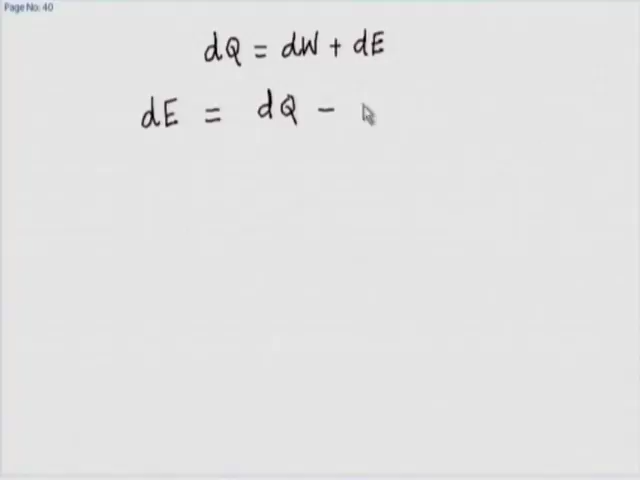 Page No: 40
dQ = dW + dE
dE = dQ -